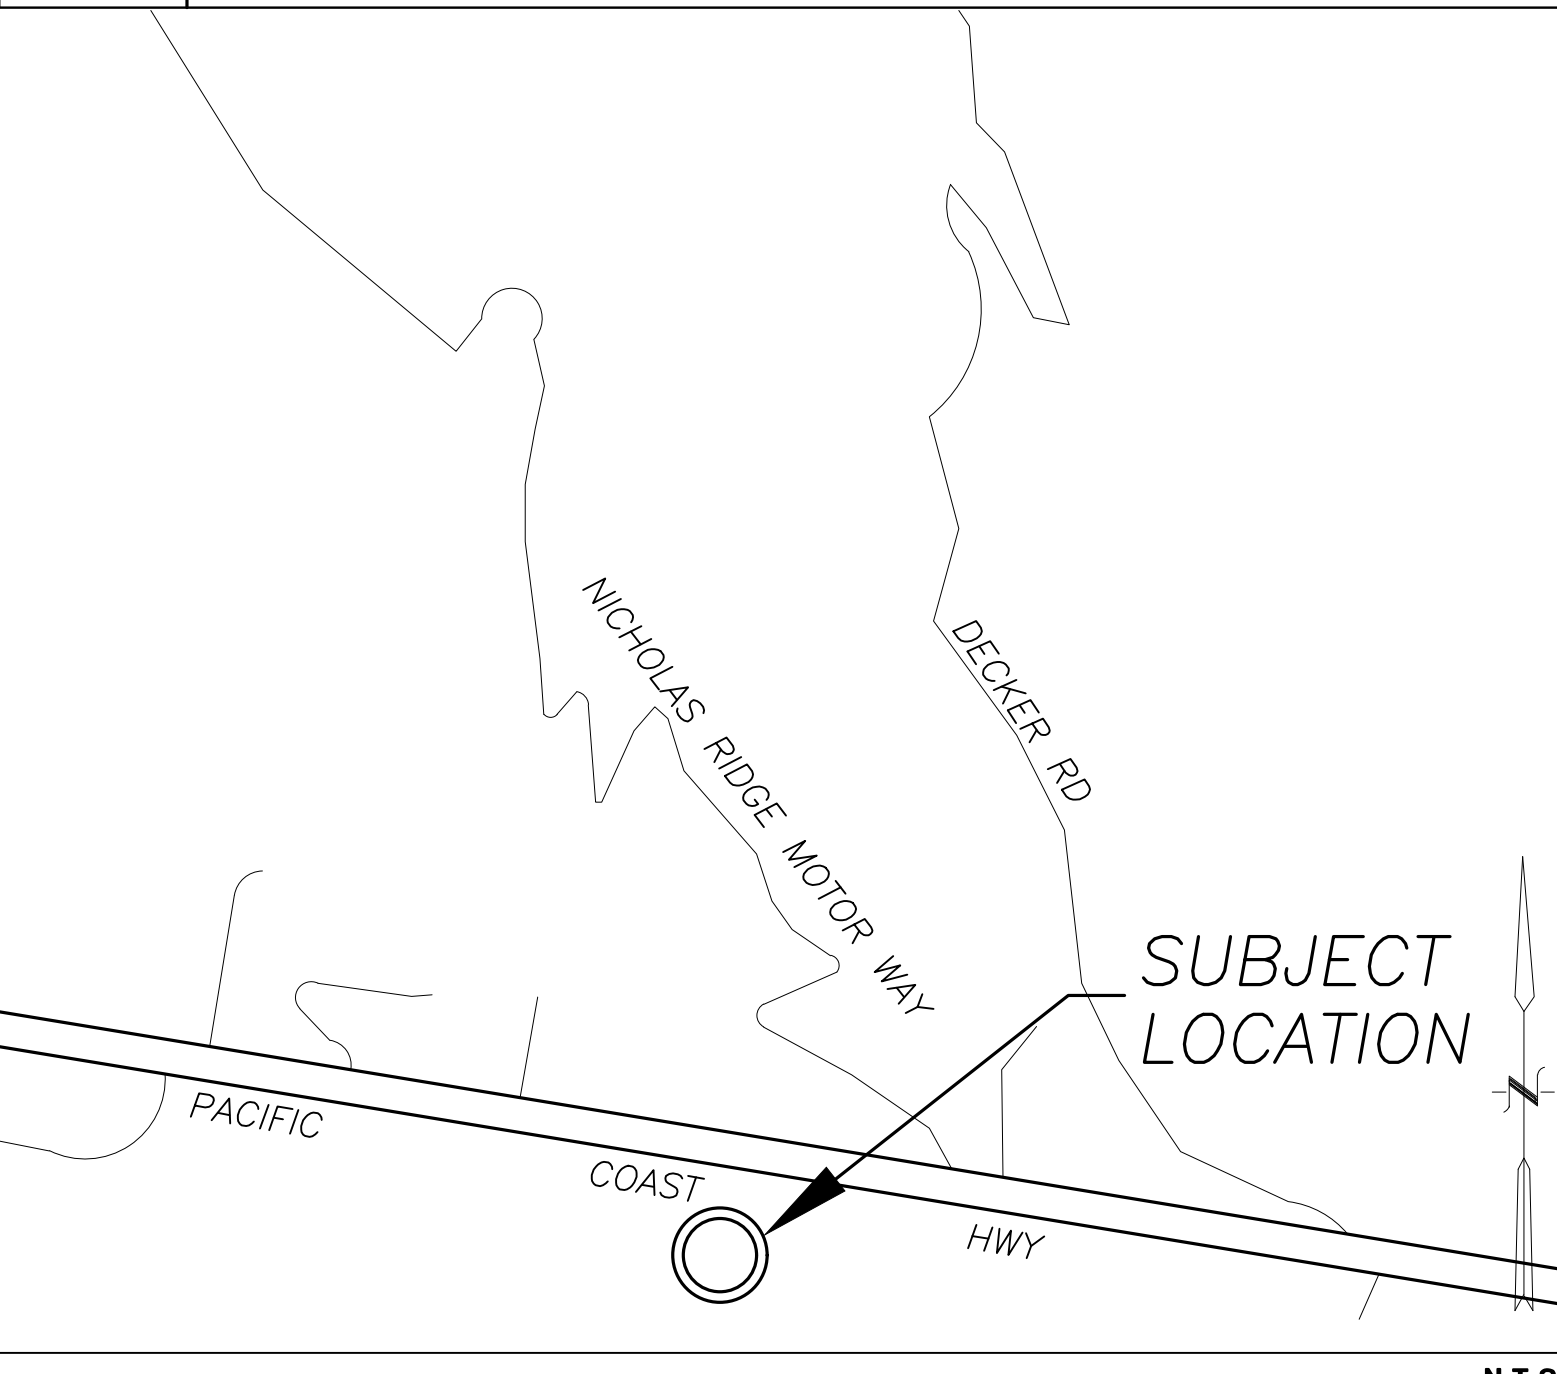 NICHOLAS RIDGE MOTOR WAY
DECKER RD
SUBJECT
LOCATION
N
PACIFIC COAST HWY